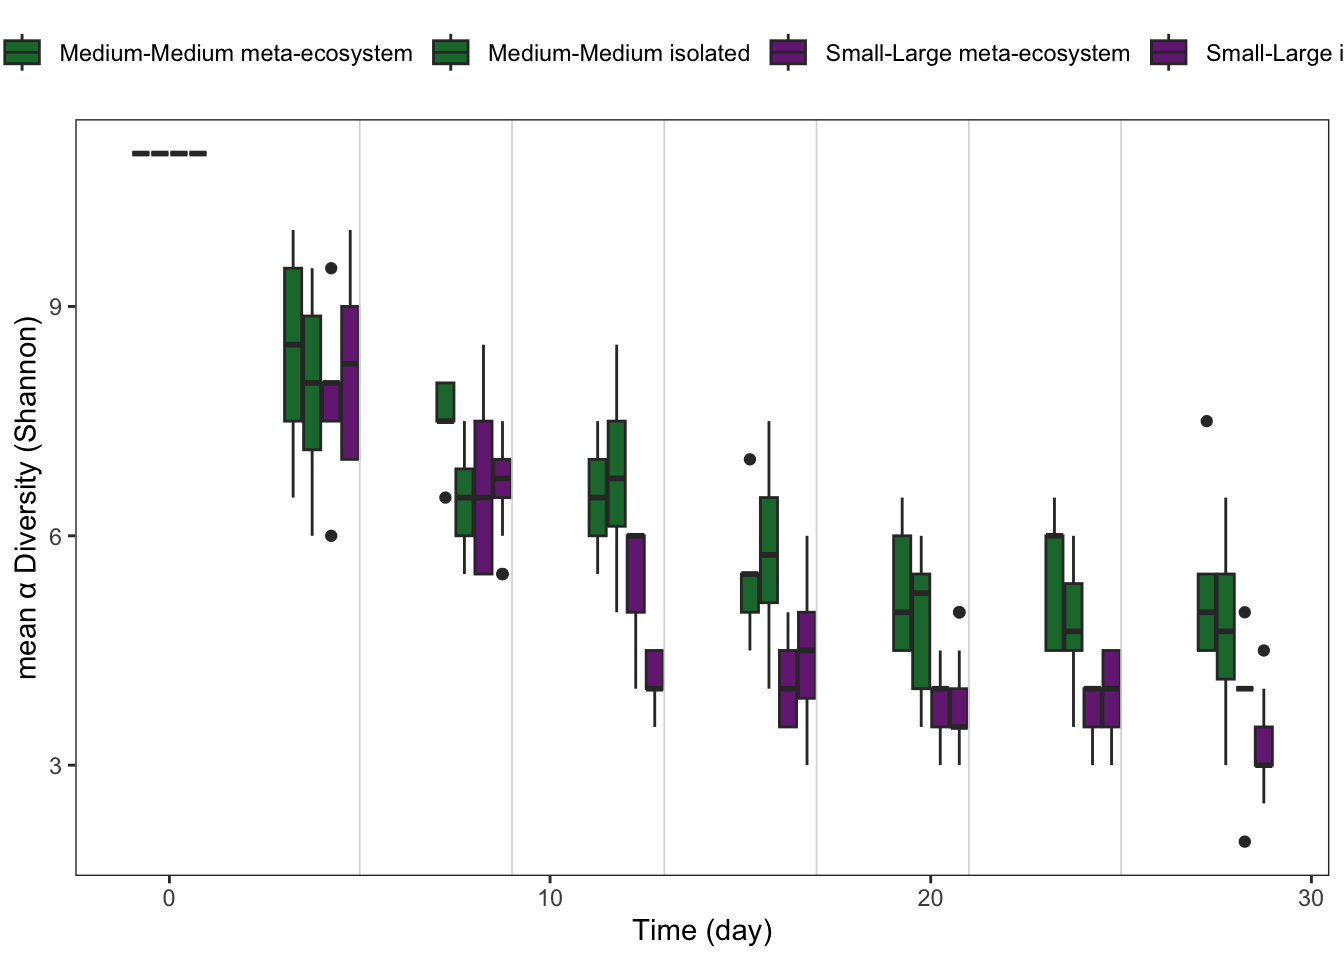 Medium-Medium meta-ecosystem Medium-Medium isolated Small-Large meta-ecosystem Small-Large i
9
6
3
mean α Diversity (Shannon)
0 10 20 30
Time (day)